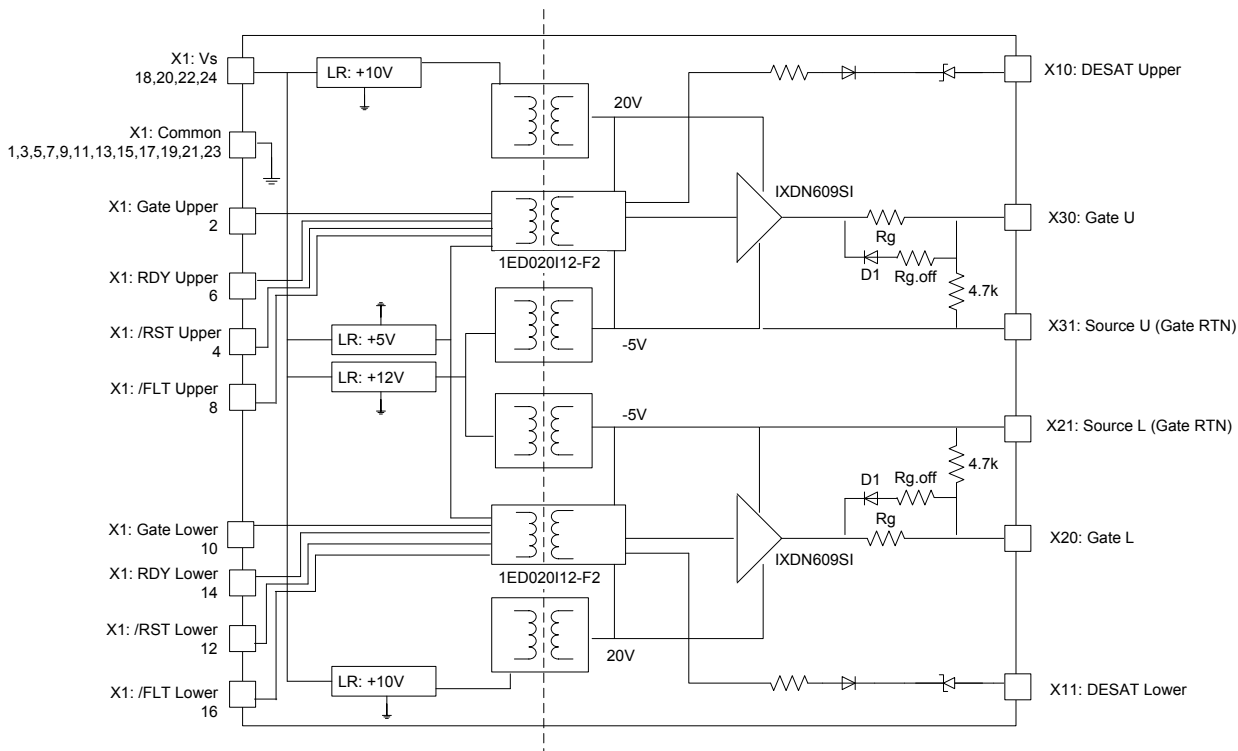 X1: Vs
18,20,22,24
LR: +10V
X10: DESAT Upper
20V
X1: Common
1,3,5,7,9,11,13,15,17,19,21,23
IXDN609SI
X1: Gate Upper
2
X30: Gate U
Rg
1ED020I12-F2
D1
Rg.off
X1: RDY Upper
6
4.7k
X1: /RST Upper
4
LR: +5V
X31: Source U (Gate RTN)
-5V
LR: +12V
X1: /FLT Upper
8
-5V
X21: Source L (Gate RTN)
4.7k
D1
Rg.off
Rg
X1: Gate Lower
10
X20: Gate L
IXDN609SI
X1: RDY Lower
14
1ED020I12-F2
X1: /RST Lower
12
20V
LR: +10V
X11: DESAT Lower
X1: /FLT Lower
16